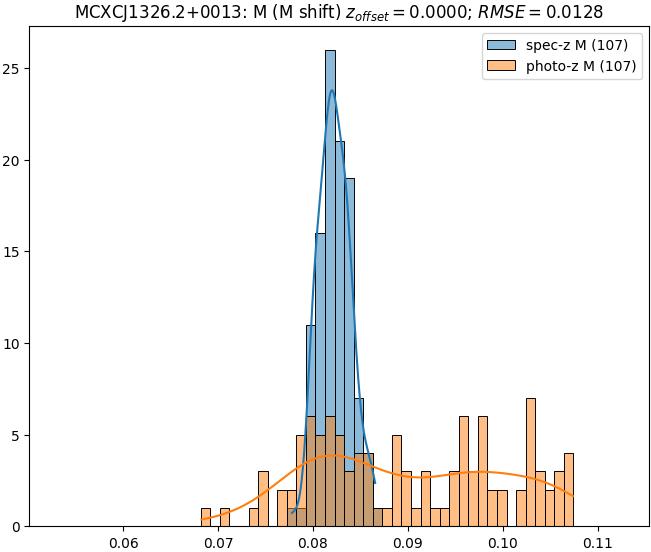 MCXCJ1326.2+0013: M (M shift) z_offset = 0.0000; RMSE = 0.0128
spec-z M (107)
photo-z M (107)
25
20
15
10
5
0
0.06 0.07 0.08 0.09 0.10 0.11